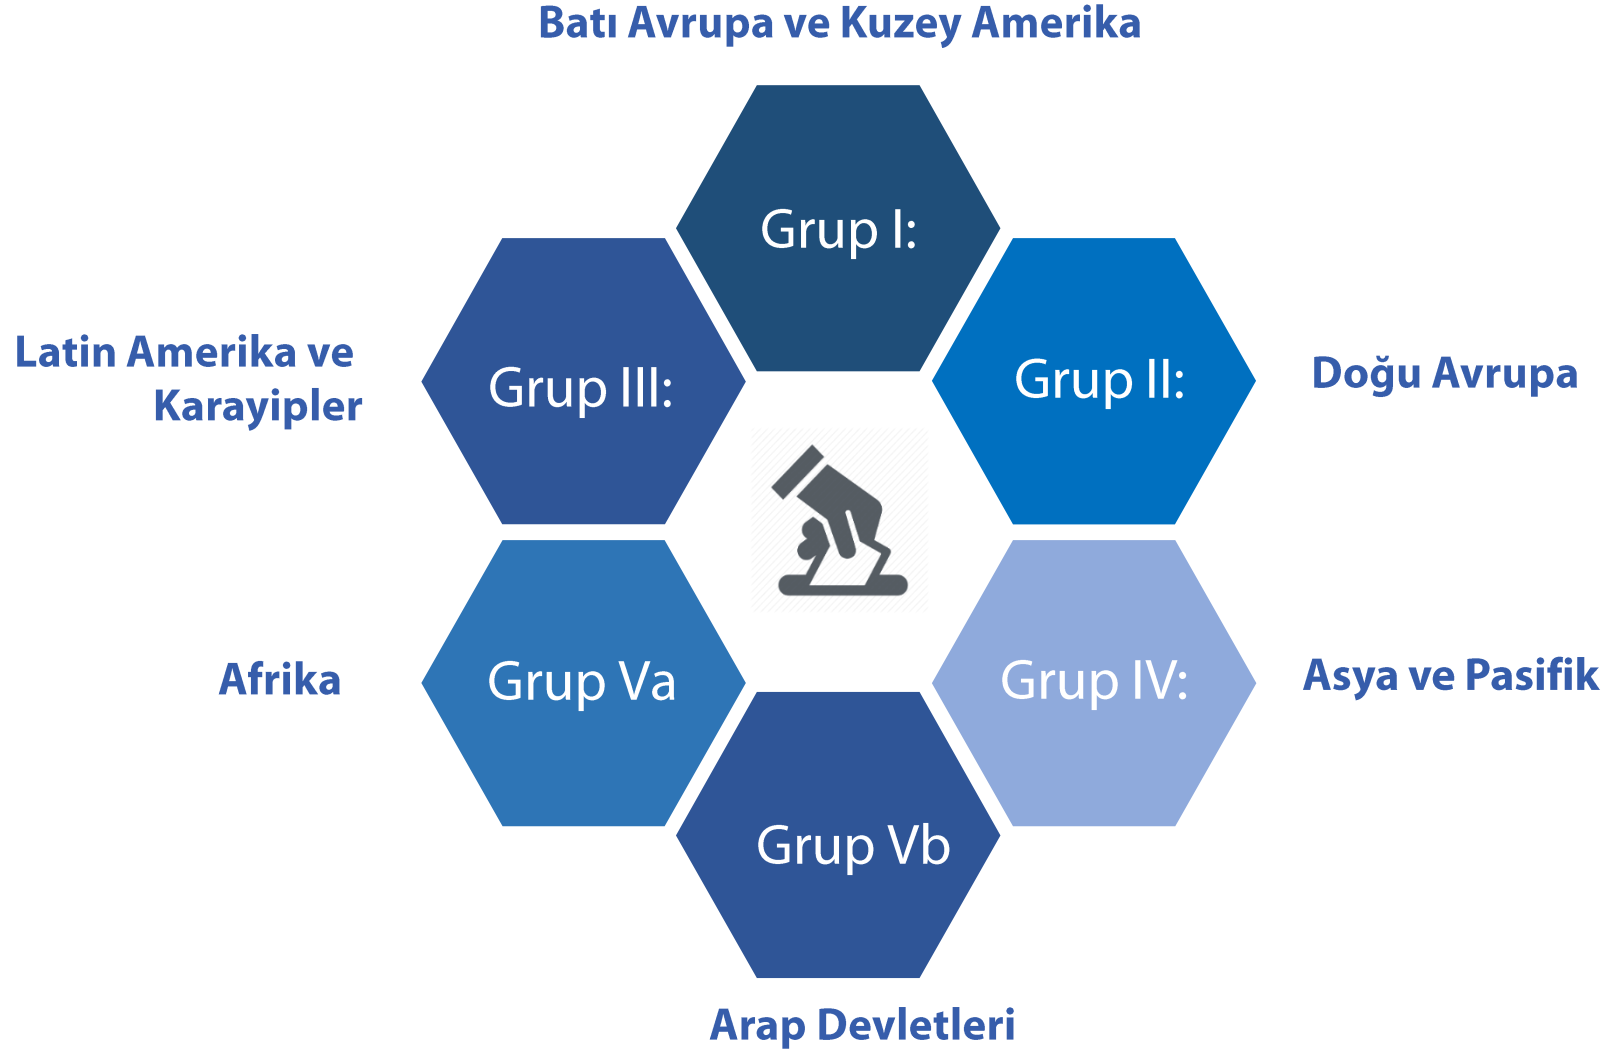 Batı Avrupa ve Kuzey Amerika
Grup I:
Latin Amerika ve
Karayipler
Grup III:
Grup II:
Doğu Avrupa
Afrika
Grup Va
Grup IV:
Asya ve Pasifik
Grup Vb
Arap Devletleri